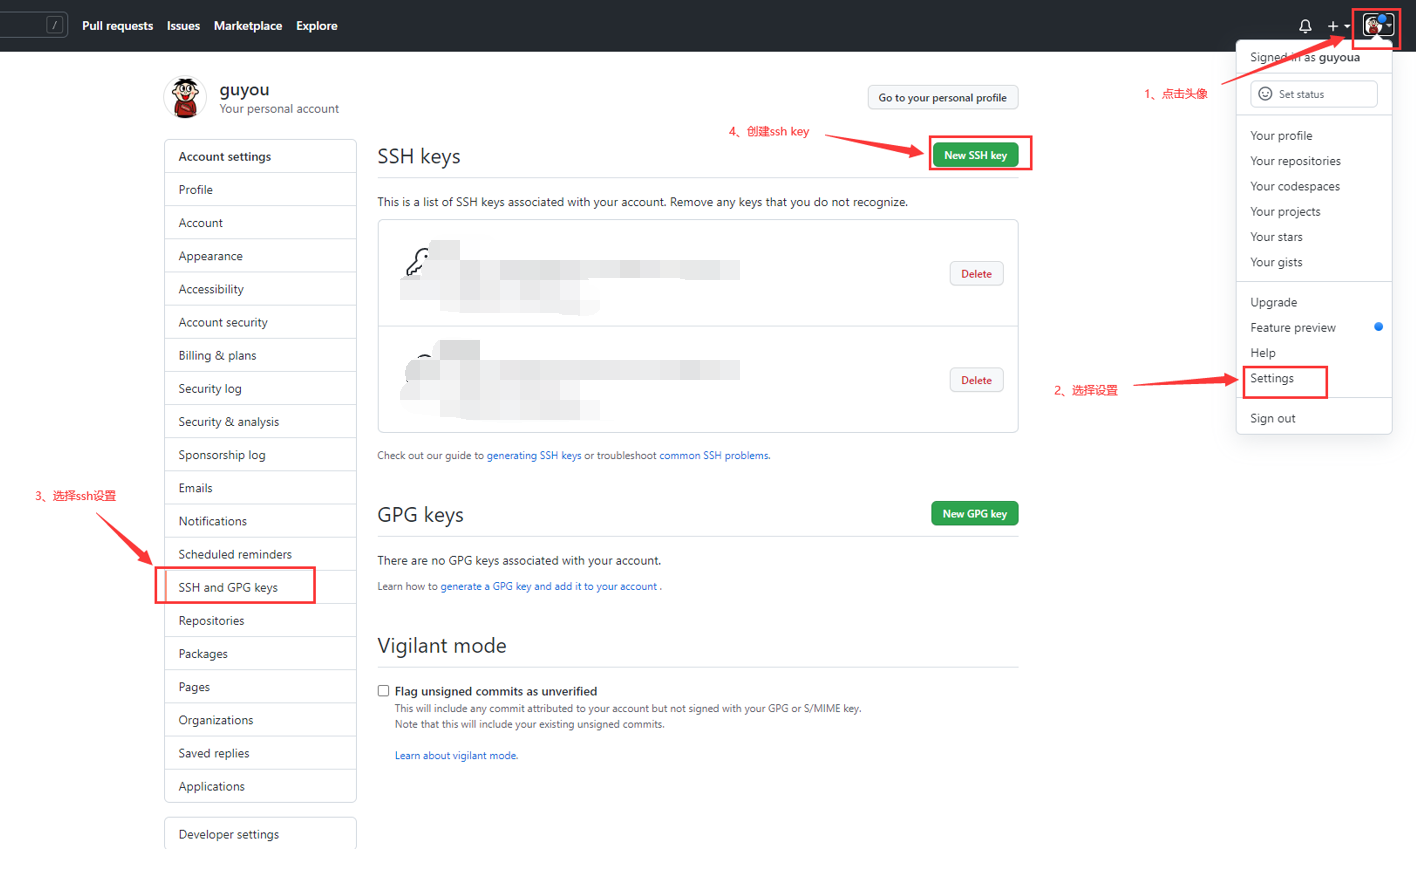 /
Pull requests
Issues
Marketplace
Explore
Signed in as guyoua
Set status
Your profile
Your repositories
Your codespaces
Your projects
Your stars
Your gists
Upgrade
Feature preview
Help
Settings
Sign out
1、点击头像
2、选择设置
guyou
Your personal account
Go to your personal profile
Account settings
Profile
Account
Appearance
Accessibility
Account security
Billing & plans
Security log
Security & analysis
Sponsorship log
Emails
Notifications
Scheduled reminders
SSH and GPG keys
Repositories
Packages
Pages
Organizations
Saved replies
Applications
Developer settings
3、选择ssh设置
4、创建ssh key
SSH keys
New SSH key
This is a list of SSH keys associated with your account. Remove any keys that you do not recognize.
Delete
Delete
Check out our guide to generating SSH keys or troubleshoot common SSH problems.
GPG keys
New GPG key
There are no GPG keys associated with your account.
Learn how to generate a GPG key and add it to your account .
Vigilant mode
Flag unsigned commits as unverified
This will include any commit attributed to your account but not signed with your GPG or S/MIME key.
Note that this will include your existing unsigned commits.
Learn about vigilant mode.